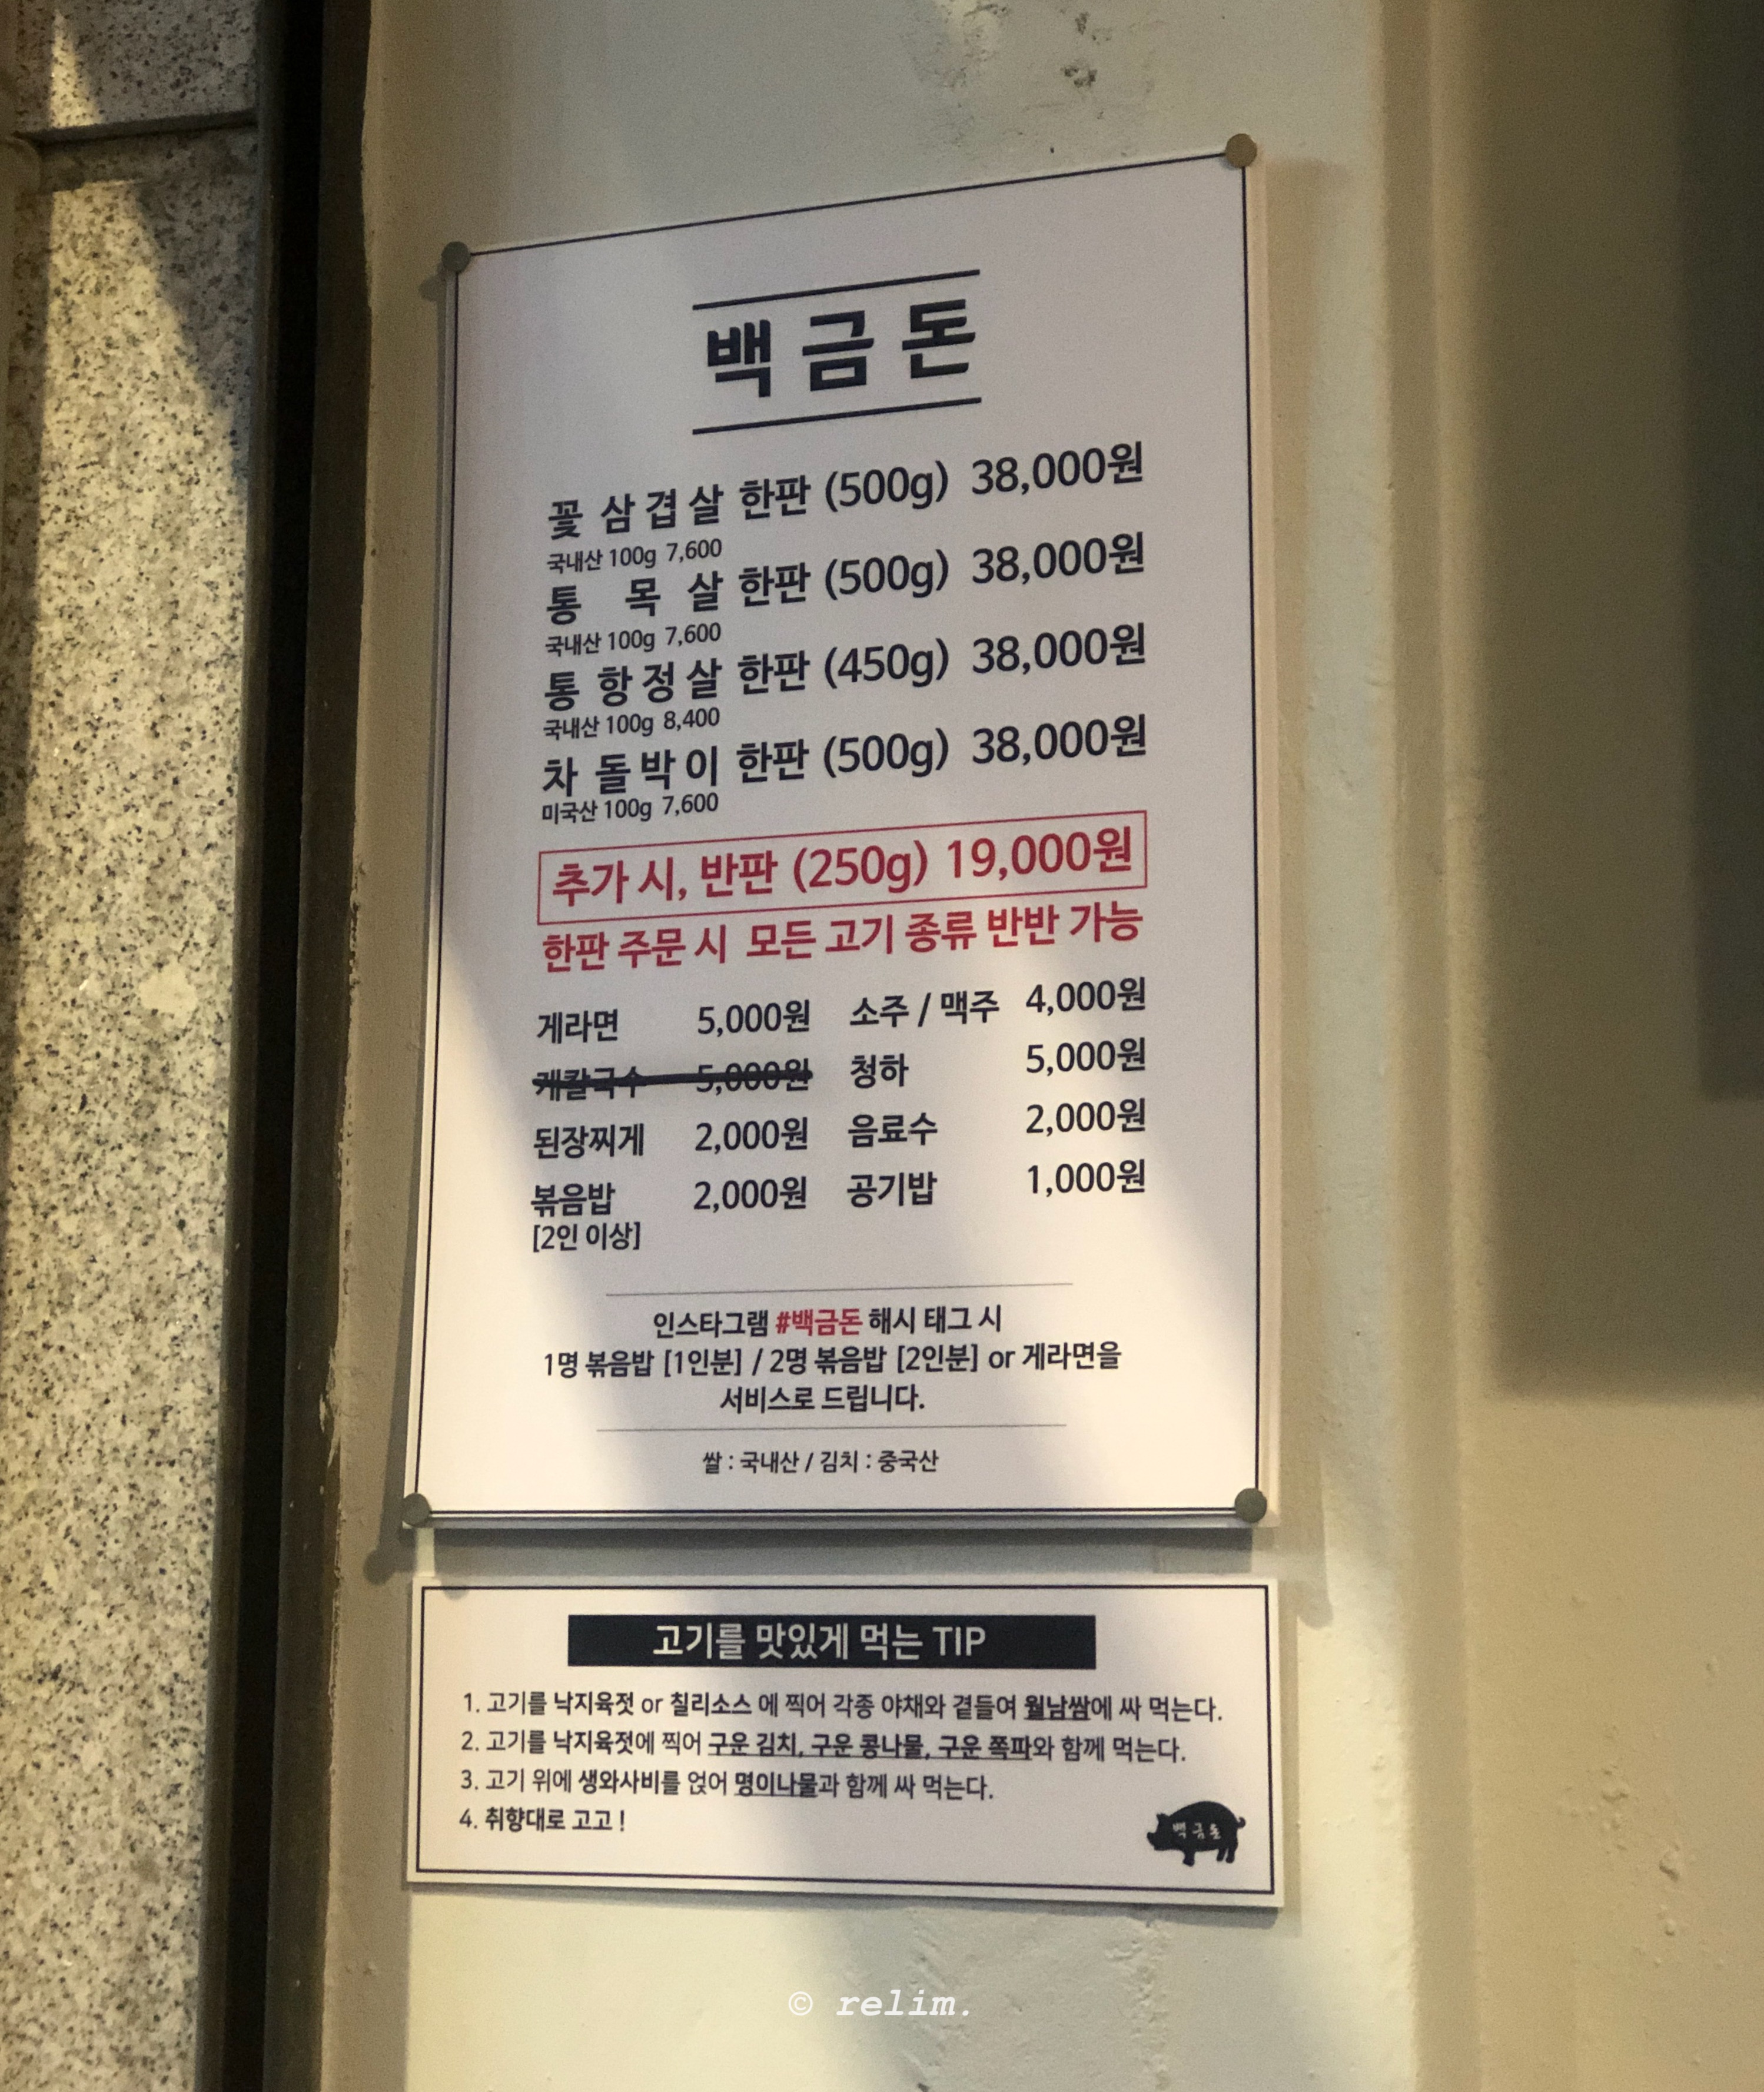 백금돈
꽃 삼겹살 한판 (500g) 38,000원
국내산 100g 7,600
통 목 살 한판 (500g) 38,000원
국내산 100g 7,600
통 항정살 한판 (450g) 38,000원
국내산 100g 8,400
차 돌박이 한판 (500g) 38,000원
미국산 100g 7,600
추가 시, 반판 (250g) 19,000원
한판 주문 시 모든 고기 종류 반반 가능
게라면 5,000원 소주 / 맥주 4,000원
게칼국수 5,000원 청하 5,000원
된장찌게 2,000원 음료수 2,000원
볶음밥 2,000원 공기밥 1,000원
[2인 이상]
인스타그램 #백금돈 해시 태그 시
1명 볶음밥 [1인분] / 2명 볶음밥 [2인분] or 게라면을
서비스로 드립니다.
쌀 : 국내산 / 김치 : 중국산
고기를 맛있게 먹는 TIP
1. 고기를 낙지육젓 or 칠리소스 에 찍어 각종 야채와 곁들여 월남쌈에 싸 먹는다.
2. 고기를 낙지육젓에 찍어 구운 김치, 구운 콩나물, 구운 쪽파와 함께 먹는다.
3. 고기 위에 생와사비를 얹어 명이나물과 함께 싸 먹는다.
4. 취향대로 고고 !
백금돈
© relim.